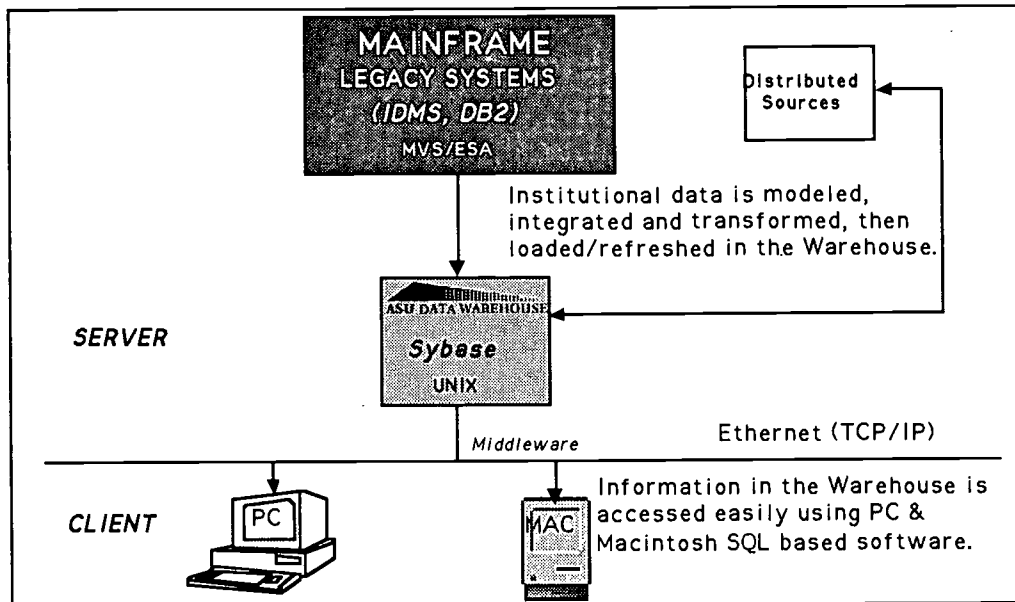 MAINFRAME
LEGACY SYSTEMS
(IDMS, DB2)
MVS/ESA
Distributed
Sources
Institutional data is modeled,
integrated and transformed, then
loaded/refreshed in the Warehouse.
ASU DATA WAREHOUSE
Sybase
UNIX
SERVER
Middleware
Ethernet (TCP/IP)
CLIENT
PC
MAC
Information in the Warehouse is
accessed easily using PC &
Macintosh SQL based software.